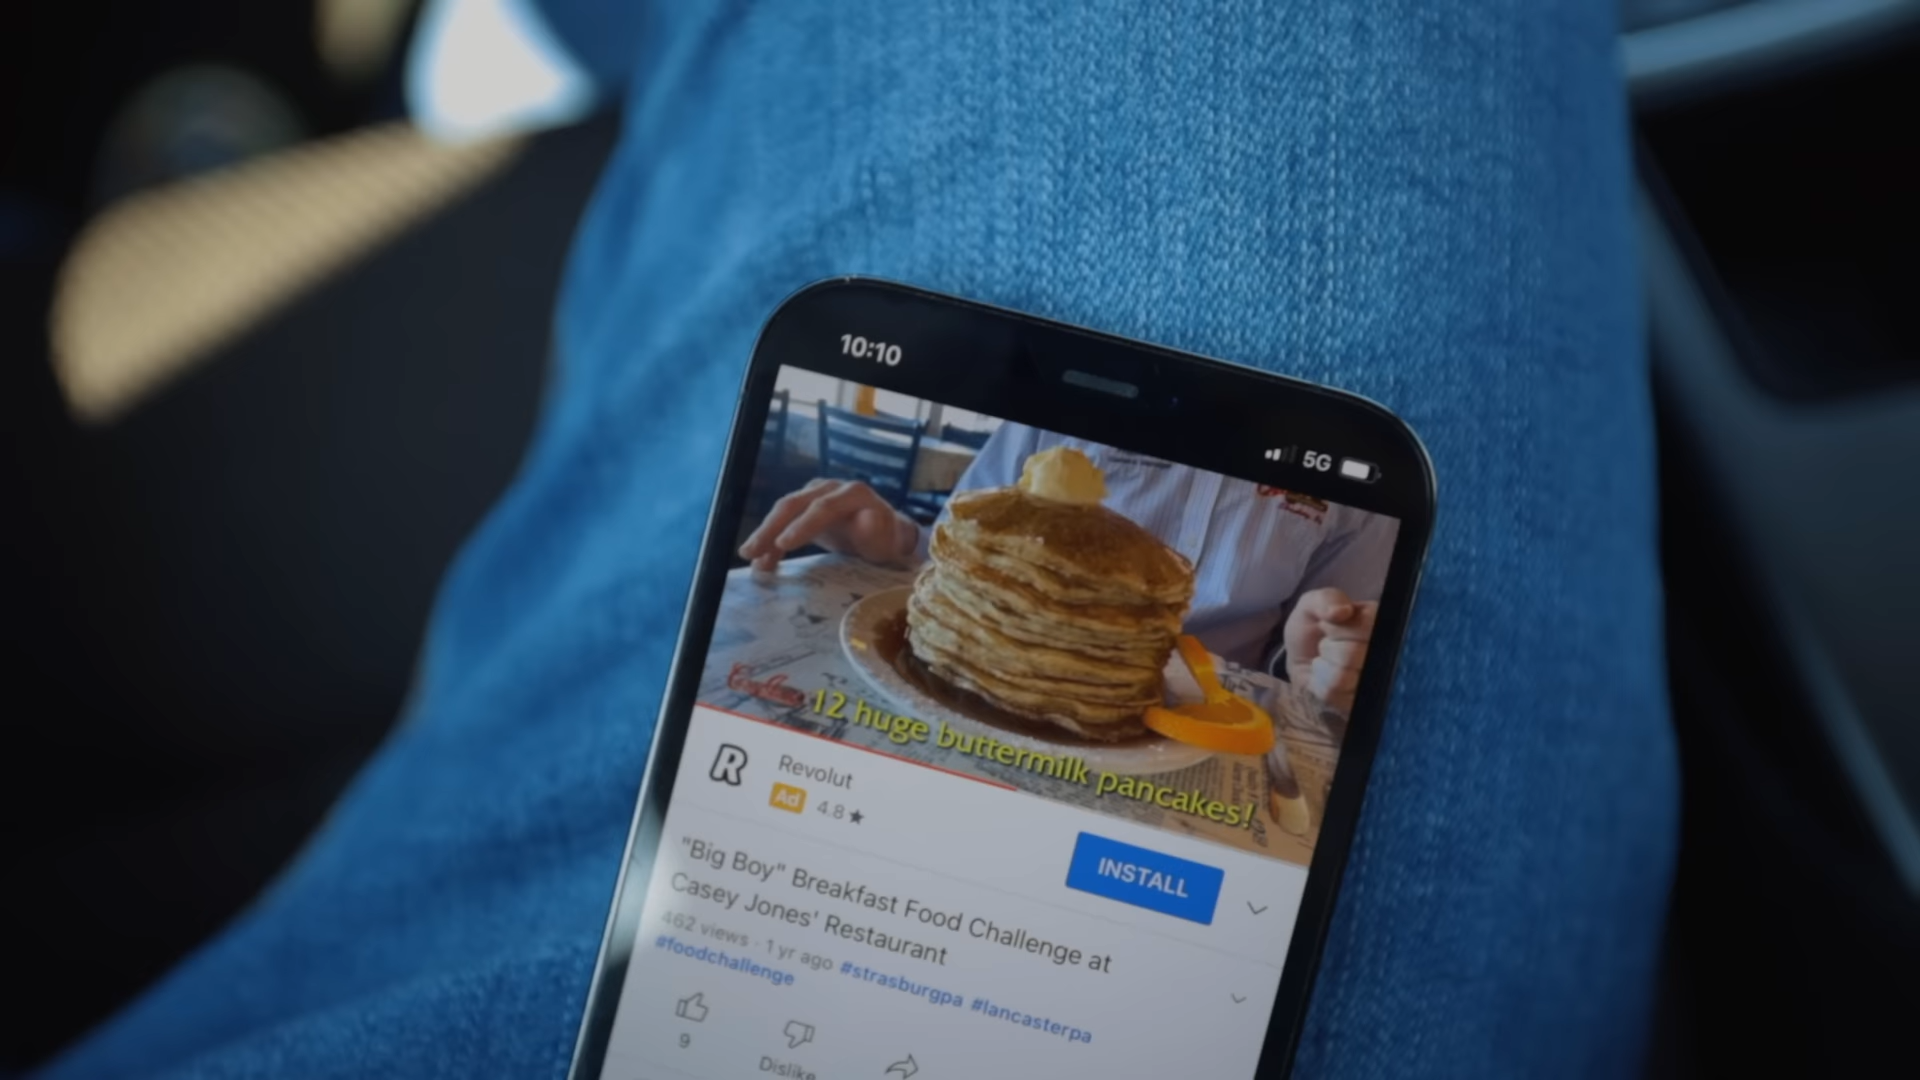 10:10
5G
12 huge buttermilk pancakes!
R
Revolut
Ad 4.8★
INSTALL
"Big Boy" Breakfast Food Challenge at
Casey Jones' Restaurant
462 views · 1 yr ago #strasburgpa #lancasterpa
#foodchallenge
9
Dislike